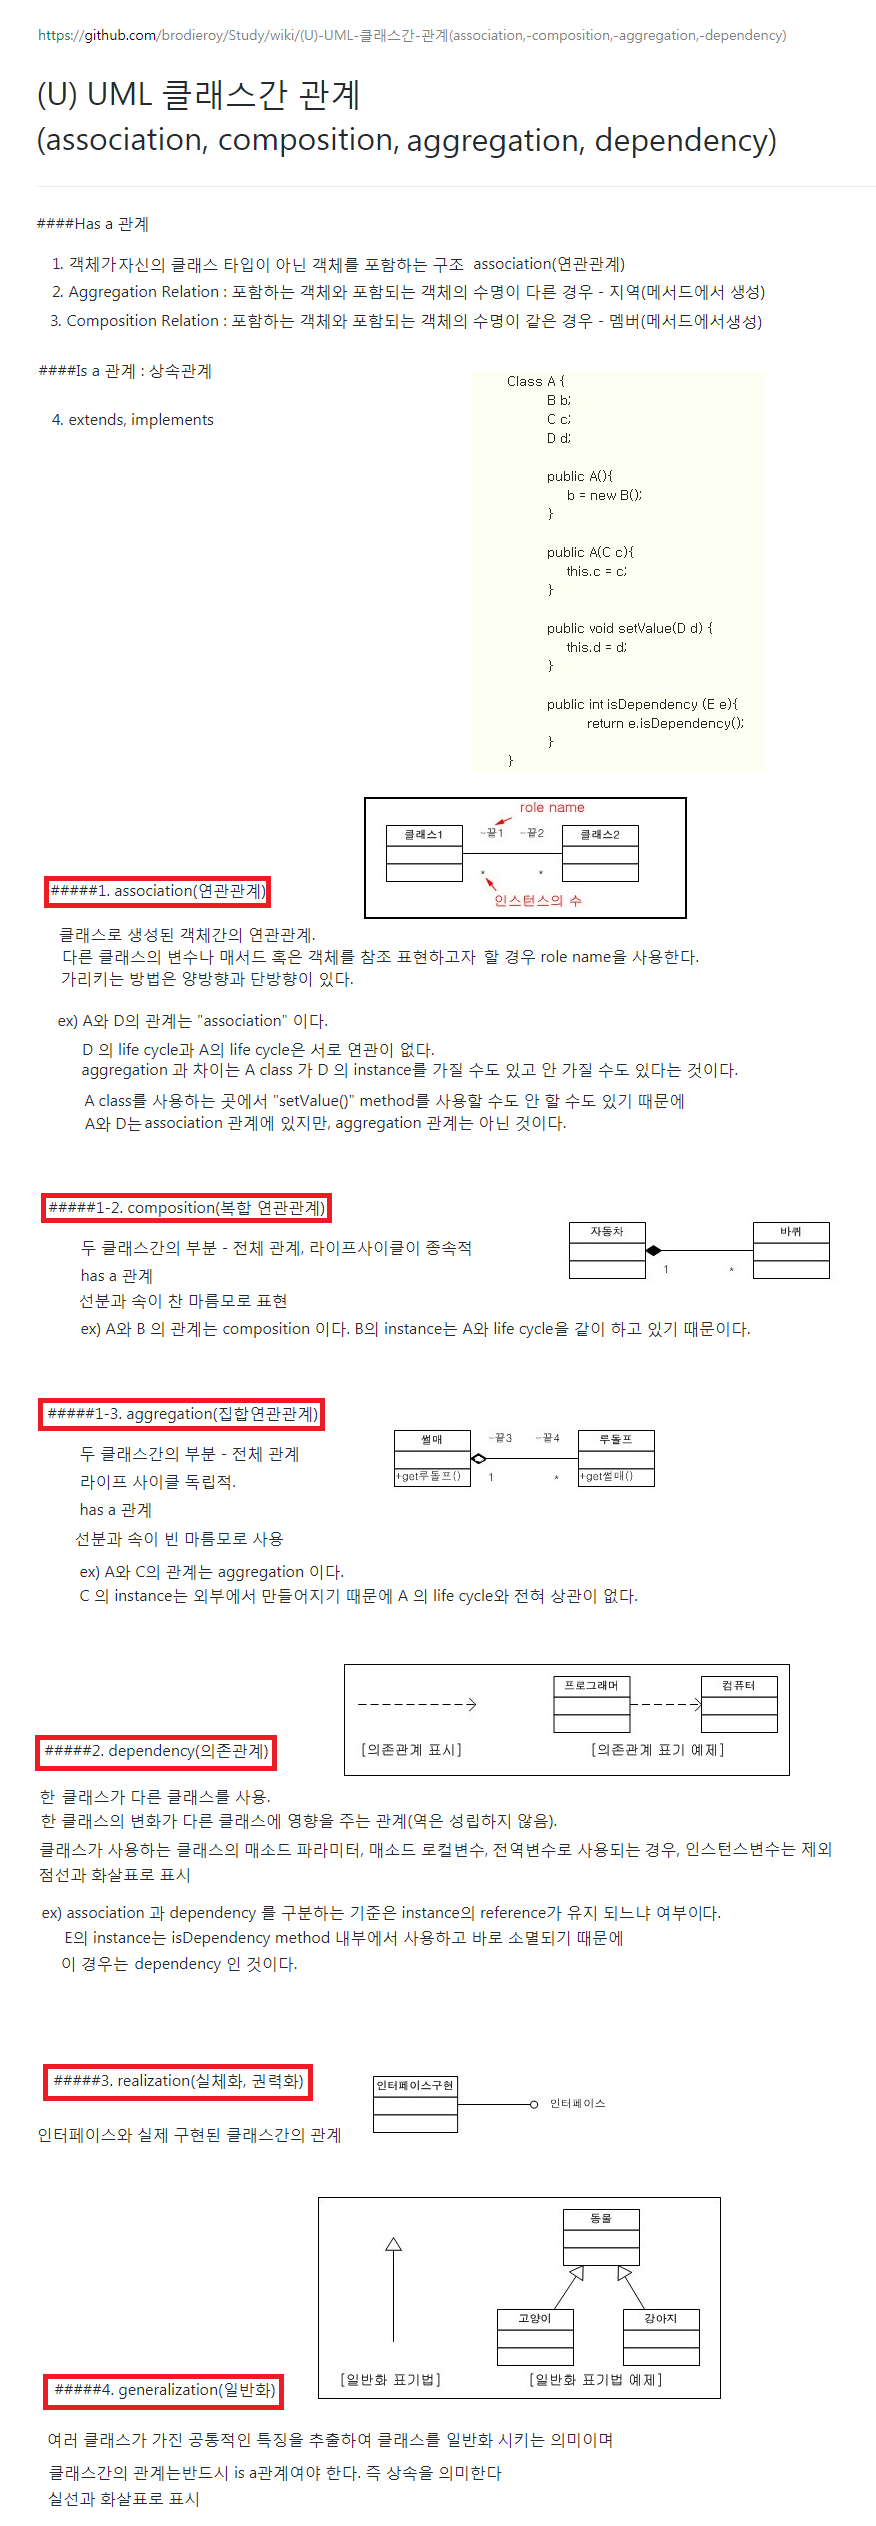 https://github.com/brodieroy/Study/wiki/(U)-UML-클래스간-관계(association,-composition,-aggregation,-dependency)
(U) UML 클래스간 관계
(association, composition, aggregation, dependency)
####Has a 관계
1. 객체가자신의 클래스 타입이 아닌 객체를 포함하는 구조 association(연관관계)
2. Aggregation Relation : 포함하는 객체와 포함되는 객체의 수명이 다른 경우 - 지역(메서드에서 생성)
3. Composition Relation : 포함하는 객체와 포함되는 객체의 수명이 같은 경우 - 멤버(메서드에서생성)
####Is a 관계 : 상속관계
4. extends, implements
Class A {
B b;
C c;
D d;
public A(){
b = new B();
}
public A(C c){
this.c = c;
}
public void setValue(D d) {
this.d = d;
}
public int isDependency (E e){
return e.isDependency();
}
}
role name
클래스1 -끝1 -끝2 클래스2
* *
인스턴스의 수
#####1. association(연관관계)
클래스로 생성된 객체간의 연관관계.
다른 클래스의 변수나 매서드 혹은 객체를 참조 표현하고자 할 경우 role name을 사용한다.
가리키는 방법은 양방향과 단방향이 있다.
ex) A와 D의 관계는 "association" 이다.
D 의 life cycle과 A의 life cycle은 서로 연관이 없다.
aggregation 과 차이는 A class 가 D 의 instance를 가질 수도 있고 안 가질 수도 있다는 것이다.
A class를 사용하는 곳에서 "setValue()" method를 사용할 수도 안 할 수도 있기 때문에
A와 D는association 관계에 있지만, aggregation 관계는 아닌 것이다.
#####1-2. composition(복합 연관관계)
자동차 바퀴
1 *
두 클래스간의 부분 - 전체 관계, 라이프사이클이 종속적
has a 관계
선분과 속이 찬 마름모로 표현
ex) A와 B 의 관계는 composition 이다. B의 instance는 A와 life cycle을 같이 하고 있기 때문이다.
#####1-3. aggregation(집합연관관계)
썰매 -끝3 -끝4 루돌프
+get루돌프() 1 * +get썰매()
두 클래스간의 부분 - 전체 관계
라이프 사이클 독립적.
has a 관계
선분과 속이 빈 마름모로 사용
ex) A와 C의 관계는 aggregation 이다.
C 의 instance는 외부에서 만들어지기 때문에 A 의 life cycle와 전혀 상관이 없다.
프로그래머 컴퓨터
[의존관계 표시] [의존관계 표기 예제]
#####2. dependency(의존관계)
한 클래스가 다른 클래스를 사용.
한 클래스의 변화가 다른 클래스에 영향을 주는 관계(역은 성립하지 않음).
클래스가 사용하는 클래스의 매소드 파라미터, 매소드 로컬변수, 전역변수로 사용되는 경우, 인스턴스변수는 제외
점선과 화살표로 표시
ex) association 과 dependency 를 구분하는 기준은 instance의 reference가 유지 되느냐 여부이다.
E의 instance는 isDependency method 내부에서 사용하고 바로 소멸되기 때문에
이 경우는 dependency 인 것이다.
#####3. realization(실체화, 권력화)
인터페이스구현 인터페이스
인터페이스와 실제 구현된 클래스간의 관계
동물
고양이 강아지
[일반화 표기법] [일반화 표기법 예제]
#####4. generalization(일반화)
여러 클래스가 가진 공통적인 특징을 추출하여 클래스를 일반화 시키는 의미이며
클래스간의 관계는반드시 is a관계여야 한다. 즉 상속을 의미한다
실선과 화살표로 표시